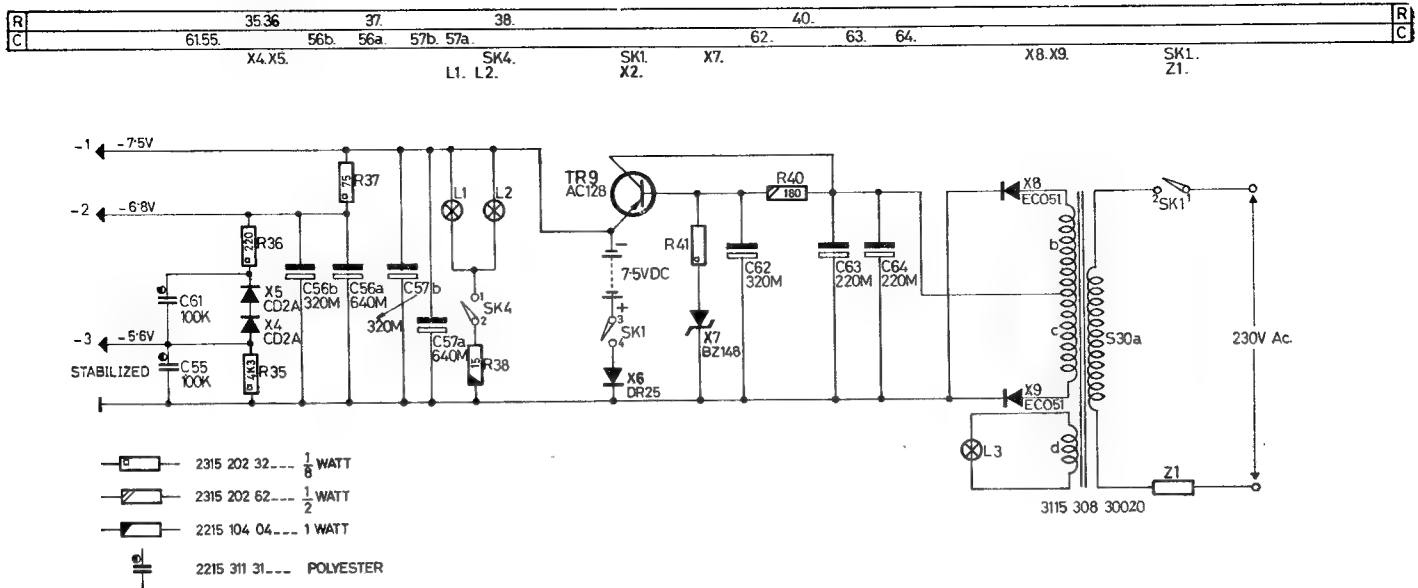 R 35 36 37. 38. 40. R
C 61.55. 56b. 56a. 57b. 57a. 62. 63. 64. C
X4.X5. SK4. SK1. X7. X8.X9. SK1.
L1. L2. X2. Z1.
-1 -7·5V
R37
75
-2 -6·8V
R36
220
L1
L2
TR9
AC128
R40
180
X8
EC051
2 SK1 1
b
R41
C61
100K
X5
CD2A
X4
CD2A
C56b
320M
C56a
640M
C57b
320M
C57a
640M
1
SK4
2
−
7·5VDC
+
3
SK1
4
C62
320M
C63
220M
C64
220M
c
S30a
230V Ac.
-3 -5·6V
STABILIZED
C55
100K
4K3
R35
15
R38
X6
DR25
X7
BZ148
X9
EC051
L3
d
Z1
3115 308 30020
2315 202 32--- 1/8 WATT
2315 202 62--- 1/2 WATT
2215 104 04--- 1 WATT
2215 311 31--- POLYESTER